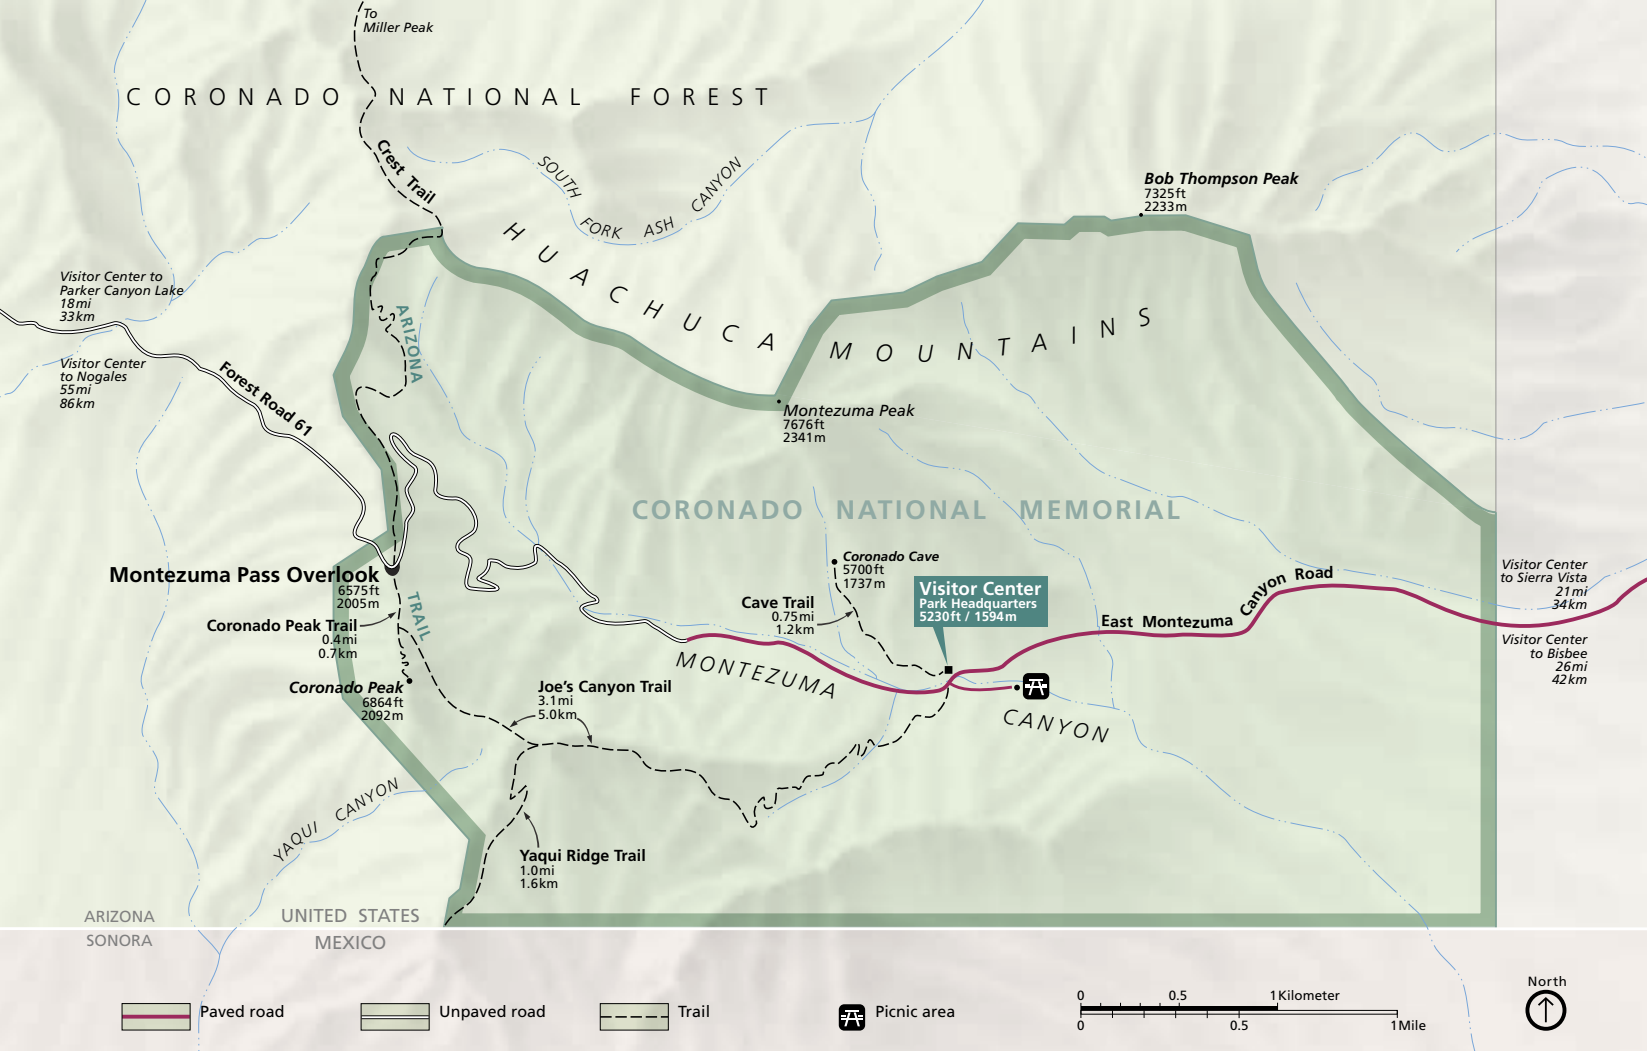 To
Miller Peak
CORONADO NATIONAL FOREST
Crest Trail
SOUTH FORK ASH CANYON
Bob Thompson Peak
7325ft
2233m
HUACHUCA MOUNTAINS
Visitor Center to
Parker Canyon Lake
18mi
33km
ARIZONA
Visitor Center
to Nogales
55mi
86km
Forest Road 61
Montezuma Peak
7676ft
2341m
CORONADO NATIONAL MEMORIAL
Coronado Cave
5700ft
1737m
Montezuma Pass Overlook
6575ft
2005m
TRAIL
Visitor Center
Park Headquarters
5230ft / 1594m
Visitor Center
to Sierra Vista
21mi
34km
Cave Trail
0.75mi
1.2km
East Montezuma Canyon Road
Coronado Peak Trail
0.4mi
0.7km
Visitor Center
to Bisbee
26mi
42km
MONTEZUMA
CANYON
Coronado Peak
6864ft
2092m
Joe's Canyon Trail
3.1mi
5.0km
YAQUI CANYON
Yaqui Ridge Trail
1.0mi
1.6km
ARIZONA
UNITED STATES
SONORA
MEXICO
Paved road
Unpaved road
Trail
Picnic area
0 0.5 1Kilometer
0 0.5 1Mile
North